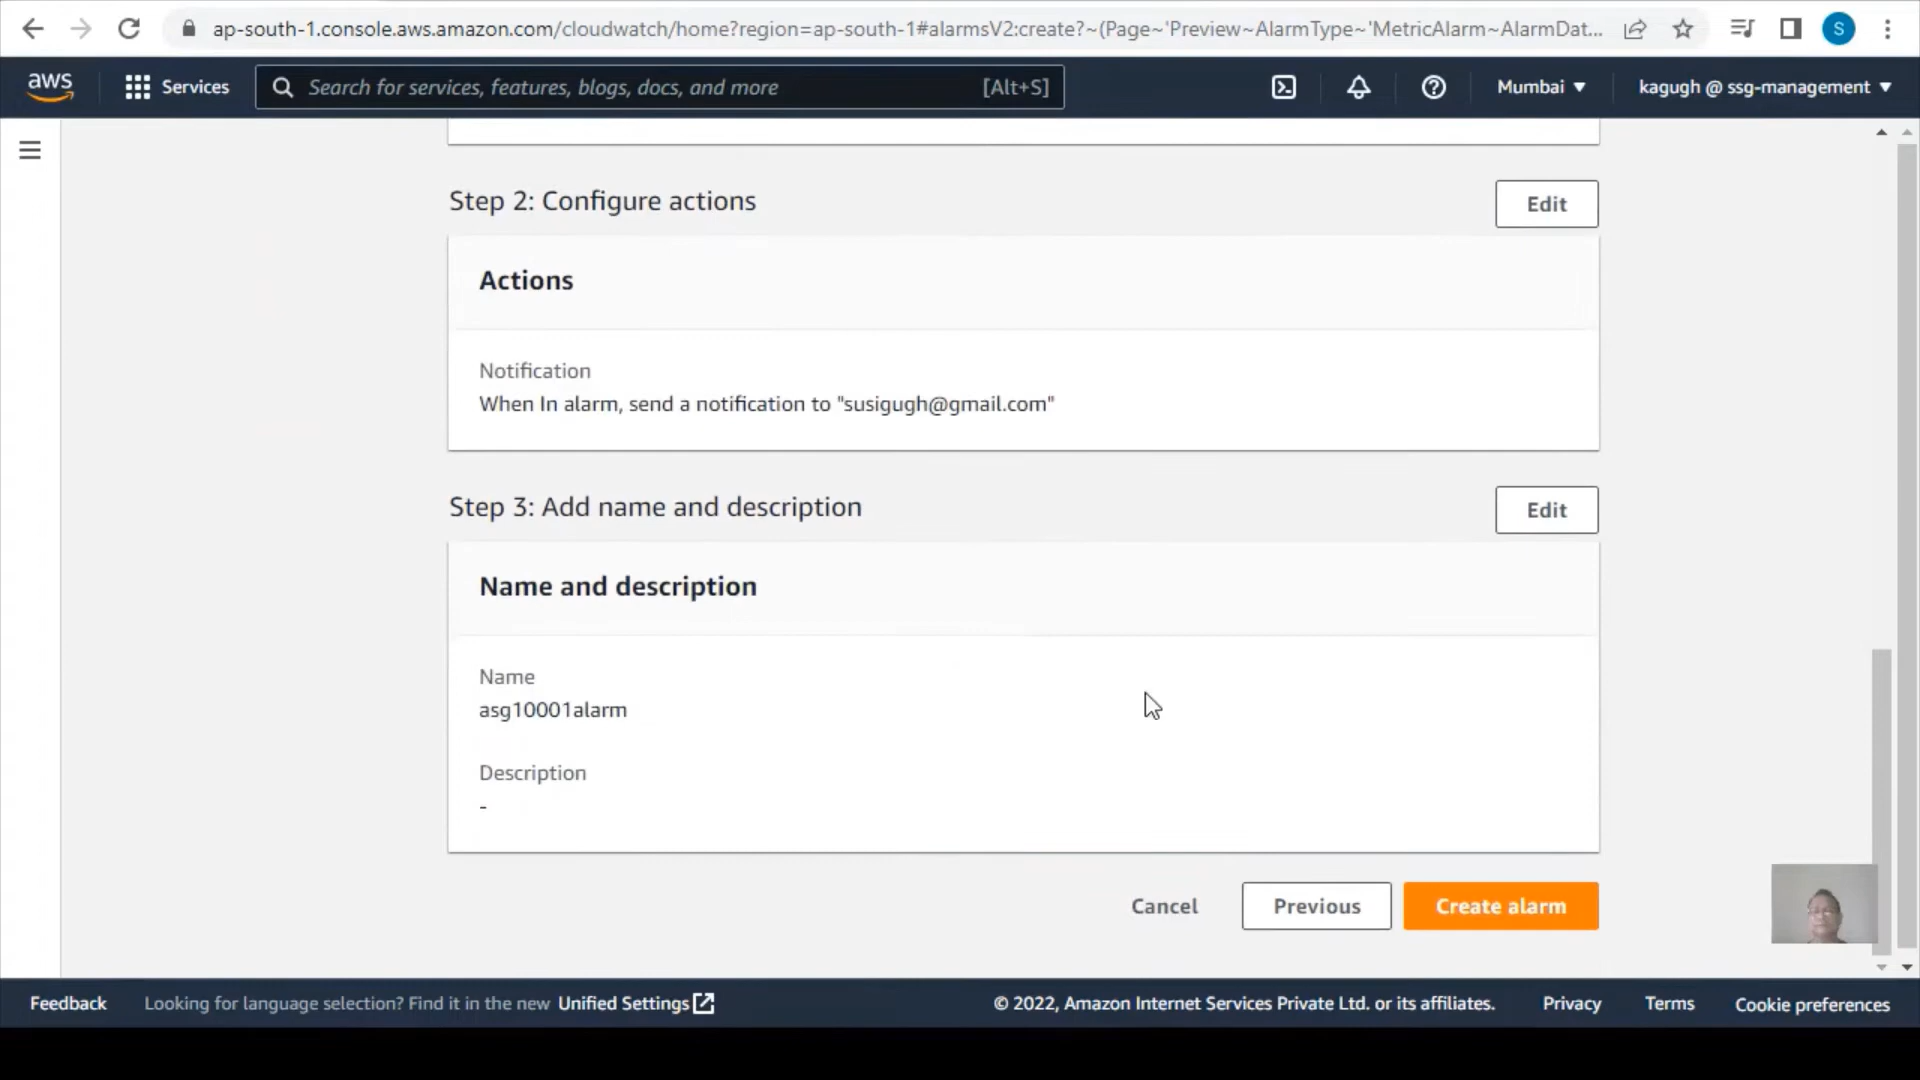 ap-south-1.console.aws.amazon.com/cloudwatch/home?region=ap-south-1#alarmsV2:create?~(Page~'Preview~AlarmType~'MetricAlarm~AlarmDat...
S
aws
Services
Search for services, features, blogs, docs, and more
[Alt+S]
Mumbai ▼
kagugh @ ssg-management ▼
Step 2: Configure actions
Edit
Actions
Notification
When In alarm, send a notification to "susigugh@gmail.com"
Step 3: Add name and description
Edit
Name and description
Name
asg10001alarm
Description
-
Cancel
Previous
Create alarm
Feedback
Looking for language selection? Find it in the new Unified Settings
© 2022, Amazon Internet Services Private Ltd. or its affiliates.
Privacy
Terms
Cookie preferences